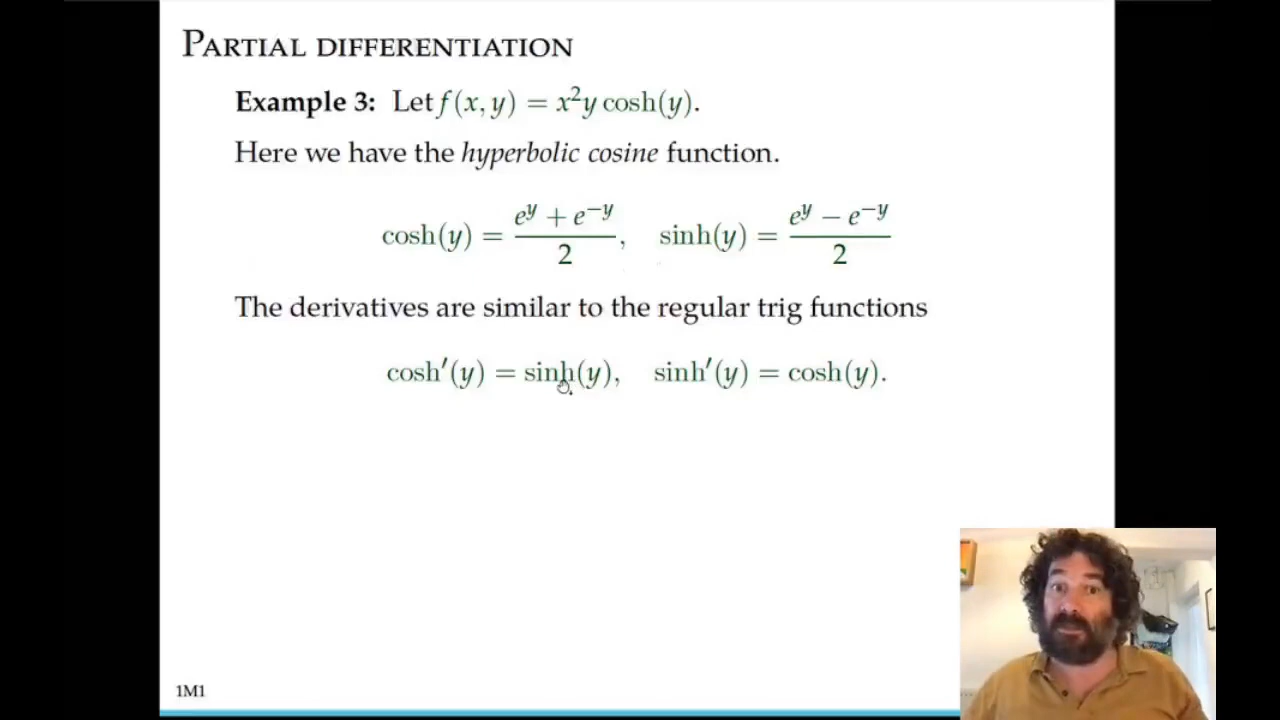 PARTIAL DIFFERENTIATION
Example 3: Let f(x, y) = x²y cosh(y).
Here we have the hyperbolic cosine function.
cosh(y) = (e^y + e^{-y})/2, sinh(y) = (e^y − e^{-y})/2
The derivatives are similar to the regular trig functions
cosh′(y) = sinh(y), sinh′(y) = cosh(y).
1M1